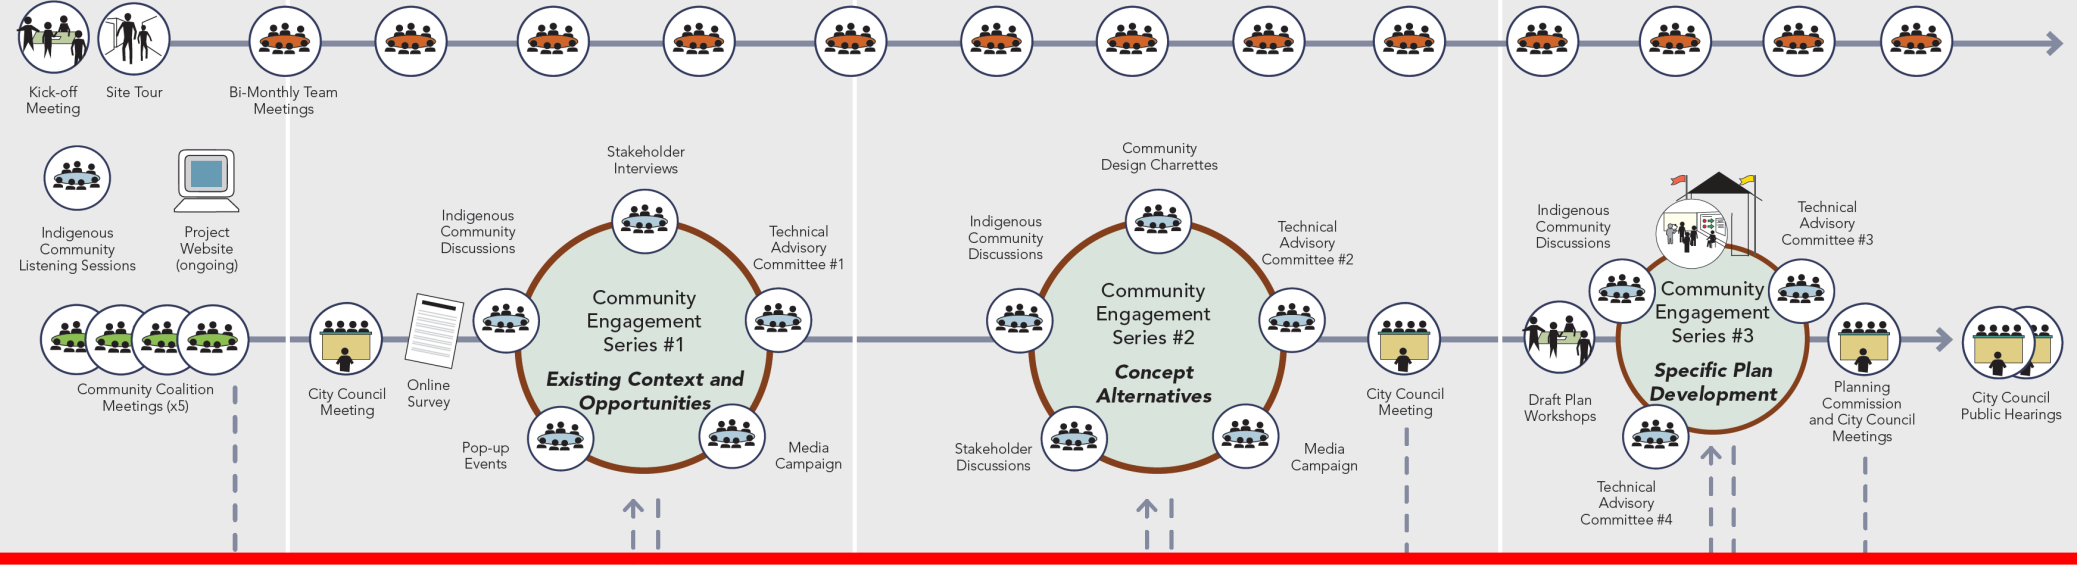 Kick-off
Meeting
Site Tour
Bi-Monthly Team
Meetings
Indigenous
Community
Listening Sessions
Project
Website
(ongoing)
Community Coalition
Meetings (x5)
City Council
Meeting
Online
Survey
Indigenous
Community
Discussions
Stakeholder
Interviews
Technical
Advisory
Committee #1
Community
Engagement
Series #1
Existing Context and
Opportunities
Pop-up
Events
Media
Campaign
Indigenous
Community
Discussions
Community
Design Charrettes
Technical
Advisory
Committee #2
Community
Engagement
Series #2
Concept
Alternatives
Stakeholder
Discussions
Media
Campaign
City Council
Meeting
Draft Plan
Workshops
Indigenous
Community
Discussions
Technical
Advisory
Committee #3
Community
Engagement
Series #3
Specific Plan
Development
Technical
Advisory
Committee #4
Planning
Commission
and City Council
Meetings
City Council
Public Hearings